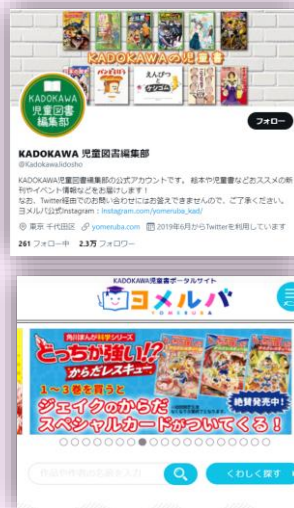 KADOKAWAの児童書
えんぴつと
ケシゴム
KADOKAWA
児童図書
編集部
フォロー
KADOKAWA 児童図書編集部
@KadokawaJidosho
KADOKAWA児童図書編集部の公式アカウントです。 絵本や児童書などおススメの新
刊やイベント情報などをお届けします！
なお、Twitter経由でのお問い合わせにはお答えできませんので、ご了承ください。
ヨメルバ公式Instagram：instagram.com/yomeruba_kad/
東京 千代田区 yomeruba.com 2019年6月からTwitterを利用しています
261 フォロー中 2.3万 フォロワー
KADOKAWA児童書ポータルサイト
ヨメルバ
YOMERUBA
角川まんが科学シリーズ
どっちが強い!?
からだレスキュー
1～3巻を買うと
絶賛発売中!
ジェイクのからだ
スペシャルカードがついてくる!
くわしく探す